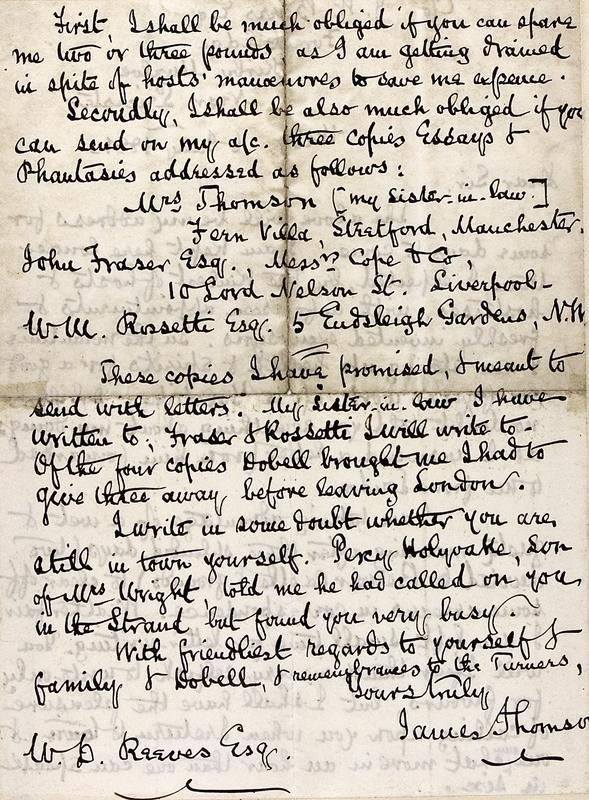 First, I shall be much obliged if you can spare
me two or three pounds as I am getting drained
in spite of hosts' manœuvres to save me expence.
Secondly, I shall be also much obliged if you
can send on my a/c. three copies Essays &
Phantasies addressed as follows:
Mrs Thomson [my sister-in-law.]
Fern Villa, Stretford, Manchester.
John Fraser Esq., Messrs Cope & Co,
10 Lord Nelson St. Liverpool—
W. M. Rossetti Esq. 5 Endsleigh Gardens, N.W.
These copies I have promised, & meant to
send with letters. My sister-in-law I have
written to; Fraser & Rossetti I will write to.
Of the four copies Dobell brought me I had to
give three away before leaving London.
I write in some doubt whether you are
still in town yourself. Percy Holyoake, son
of Mrs Wright, told me he had called on you
in the Strand but found you very busy.
With friendliest regards to yourself &
family & Dobell, & remembrances to the Turners,
Yours truly
James Thomson
W. D. Reeves Esq.